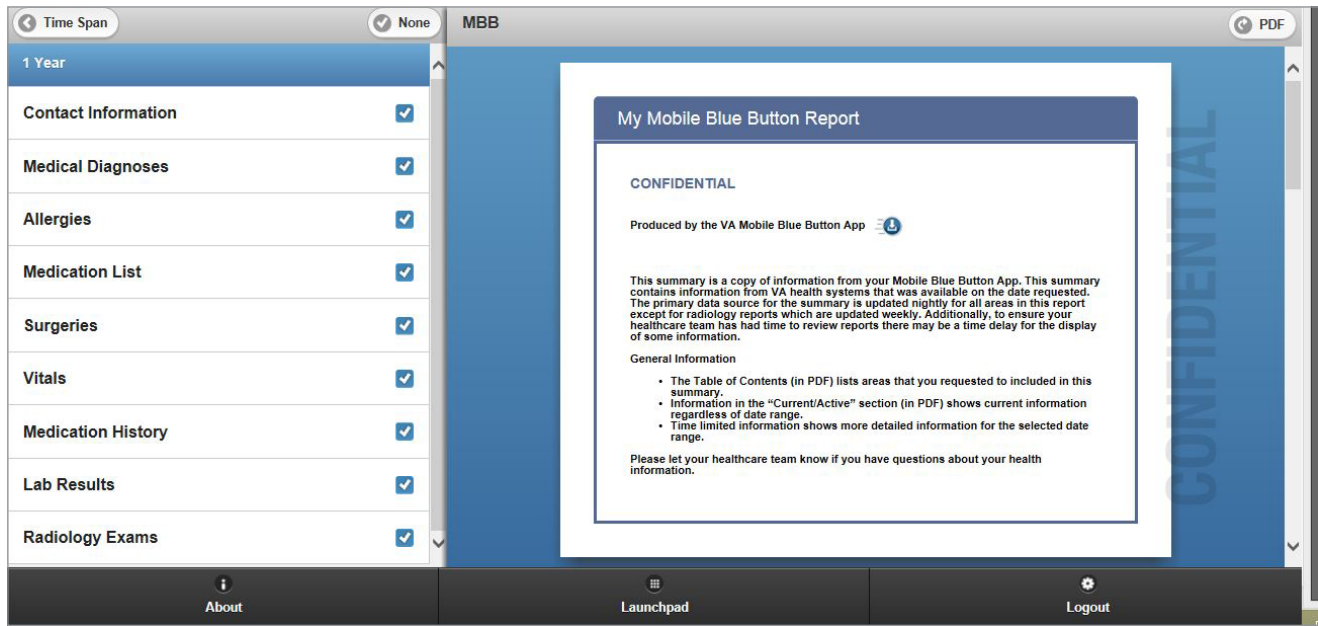 Time Span
None
MBB
PDF
1 Year
Contact Information
Medical Diagnoses
Allergies
Medication List
Surgeries
Vitals
Medication History
Lab Results
Radiology Exams
My Mobile Blue Button Report
CONFIDENTIAL
Produced by the VA Mobile Blue Button App
This summary is a copy of information from your Mobile Blue Button App. This summary
contains information from VA health systems that was available on the date requested.
The primary data source for the summary is updated nightly for all areas in this report
except for radiology reports which are updated weekly. Additionally, to ensure your
healthcare team has had time to review reports there may be a time delay for the display
of some information.
General Information
• The Table of Contents (in PDF) lists areas that you requested to included in this
summary.
• Information in the “Current/Active” section (in PDF) shows current information
regardless of date range.
• Time limited information shows more detailed information for the selected date
range.
Please let your healthcare team know if you have questions about your health
information.
CONFIDENTIAL
About
Launchpad
Logout